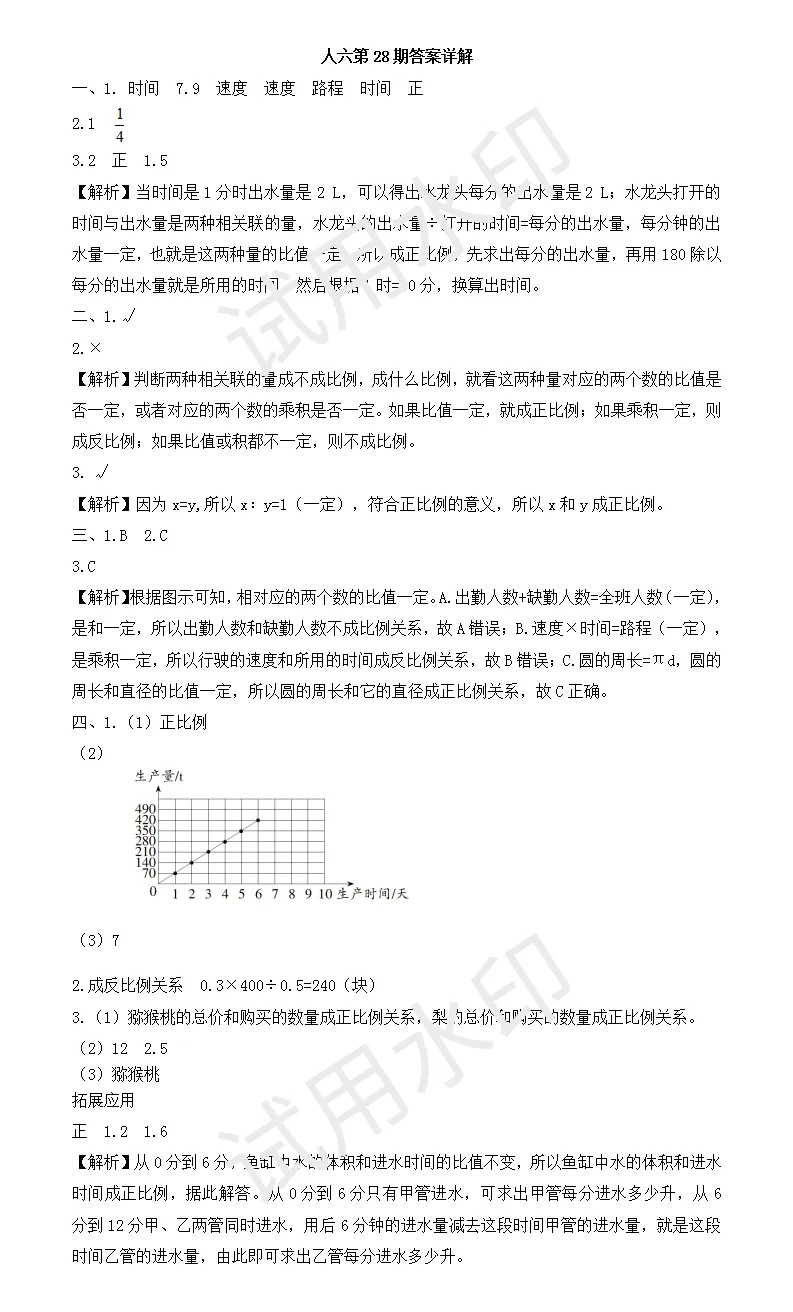 人六第28期答案详解
一、1. 时间 7.9 速度 速度 路程 时间 正
2.1 1/4
3.2 正 1.5
【解析】当时间是1分时出水量是2 L，可以得出水龙头每分的出水量是2 L；水龙头打开的
时间与出水量是两种相关联的量，水龙头的出水量÷打开的时间=每分的出水量，每分钟的出
水量一定，也就是这两种量的比值一定，所以成正比例。先求出每分的出水量，再用180除以
每分的出水量就是所用的时间，然后根据 时= 0分，换算出时间。
二、1.√
2.×
【解析】判断两种相关联的量成不成比例，成什么比例，就看这两种量对应的两个数的比值是
否一定，或者对应的两个数的乘积是否一定。如果比值一定，就成正比例；如果乘积一定，则
成反比例；如果比值或积都不一定，则不成比例。
3. √
【解析】因为x=y,所以x：y=1（一定），符合正比例的意义，所以x和y成正比例。
三、1.B 2.C
3.C
【解析】根据图示可知，相对应的两个数的比值一定。A.出勤人数+缺勤人数=全班人数（一定），
是和一定，所以出勤人数和缺勤人数不成比例关系，故A错误；B.速度×时间=路程（一定），
是乘积一定，所以行驶的速度和所用的时间成反比例关系，故B错误；C.圆的周长=πd，圆的
周长和直径的比值一定，所以圆的周长和它的直径成正比例关系，故C正确。
四、1.（1）正比例
（2）
生产量/t
490
420
350
280
210
140
70
0 1 2 3 4 5 6 7 8 9 10 生产时间/天
（3）7
2.成反比例关系 0.3×400÷0.5=240（块）
3.（1）猕猴桃的总价和购买的数量成正比例关系，梨的总价和购买的数量成正比例关系。
（2）12 2.5
（3）猕猴桃
拓展应用
正 1.2 1.6
【解析】从0分到6分，鱼缸中水的体积和进水时间的比值不变，所以鱼缸中水的体积和进水
时间成正比例，据此解答。从0分到6分只有甲管进水，可求出甲管每分进水多少升，从6
分到12分甲、乙两管同时进水，用后6分钟的进水量减去这段时间甲管的进水量，就是这段
时间乙管的进水量，由此即可求出乙管每分进水多少升。
试用水印
试用水印